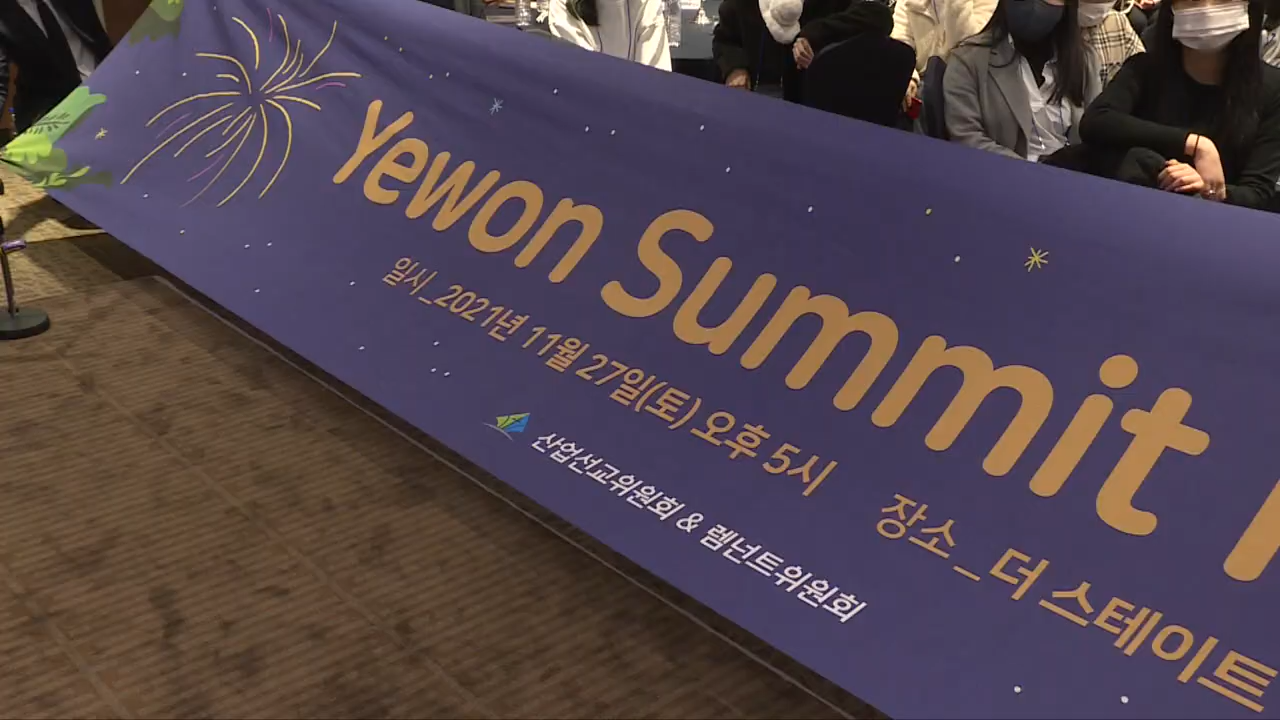 Yewon Summit
일시_2021년 11월 27일(토) 오후 5시 장소_더 스테이트
산업선교위원회 & 렘넌트위원회